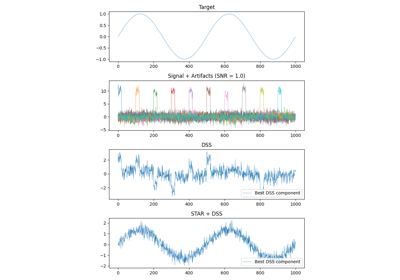 Target
1.0
0.5
0.0
−0.5
−1.0
0 200 400 600 800 1000
Signal + Artifacts (SNR = 1.0)
10
5
0
−5
0 200 400 600 800 1000
DSS
2
0
−2
Best DSS component
0 200 400 600 800 1000
STAR + DSS
2
1
0
−1
−2
Best DSS component
0 200 400 600 800 1000